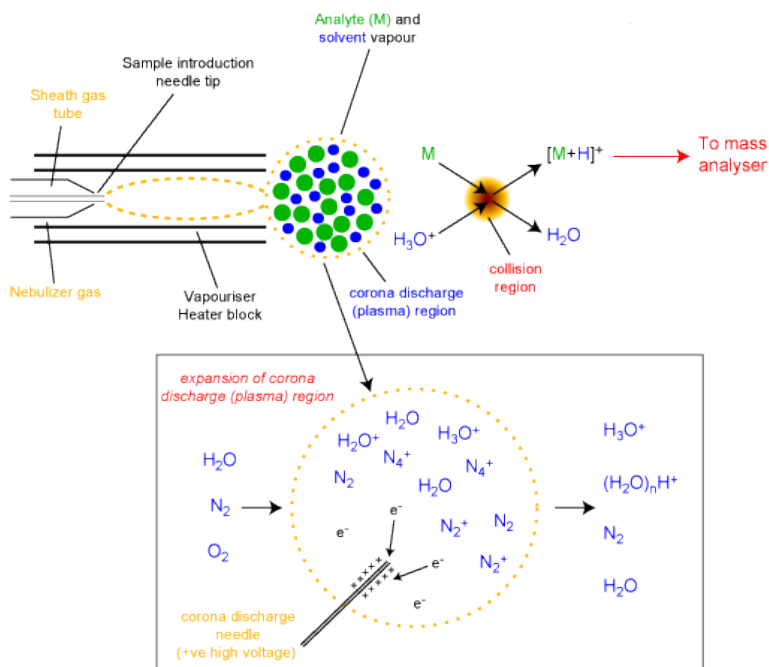 Analyte (M) and
solvent vapour
Sample introduction
needle tip
Sheath gas
tube
M
[M+H]⁺
To mass
analyser
H₃O⁺
H₂O
collision
region
Nebulizer gas
Vapouriser
Heater block
corona discharge
(plasma) region
expansion of corona
discharge (plasma) region
H₂O
N₂
O₂
H₂O
H₂O⁺
H₃O⁺
N₄⁺
N₂
N₄⁺
H₂O
e⁻
N₂⁺
N₂
e⁻
N₂⁺
e⁻
e⁻
+ + + + +
+ + + + +
corona discharge
needle
(+ve high voltage)
H₃O⁺
(H₂O)ₙH⁺
N₂
H₂O